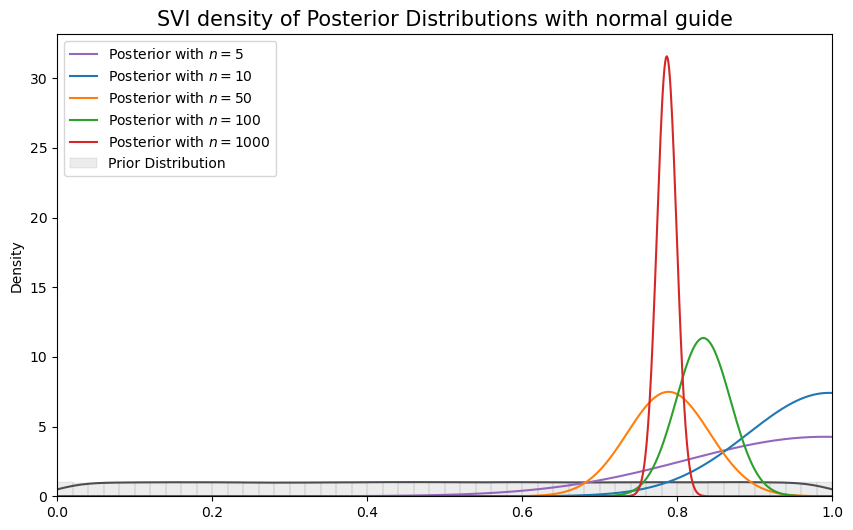 SVI density of Posterior Distributions with normal guide
Posterior with n = 5
Posterior with n = 10
Posterior with n = 50
Posterior with n = 100
Posterior with n = 1000
Prior Distribution
Density
30
25
20
15
10
5
0
0.0 0.2 0.4 0.6 0.8 1.0